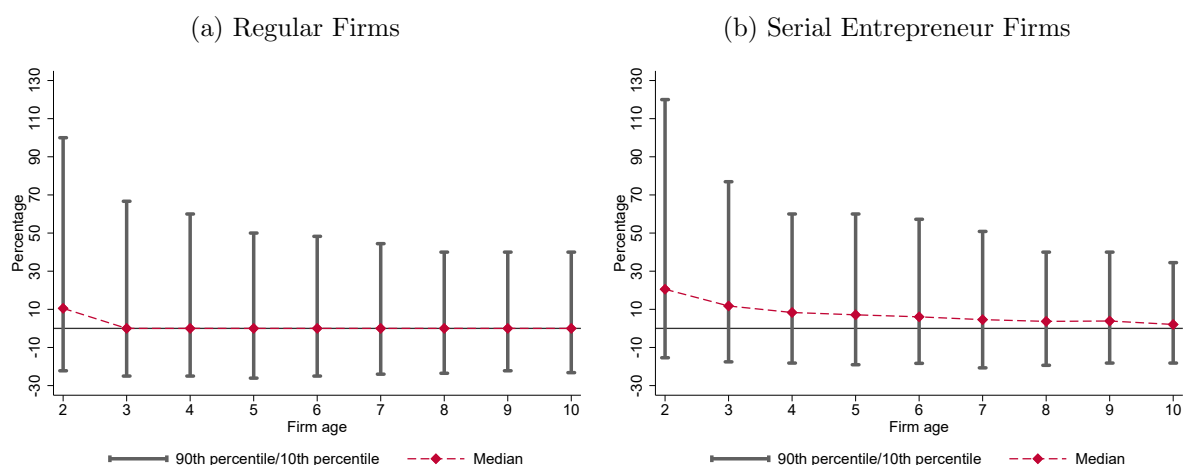 (a) Regular Firms
Percentage
130
110
90
70
50
30
10
-10
-30
2 3 4 5 6 7 8 9 10
Firm age
90th percentile/10th percentile Median
(b) Serial Entrepreneur Firms
Percentage
130
110
90
70
50
30
10
-10
-30
2 3 4 5 6 7 8 9 10
Firm age
90th percentile/10th percentile Median